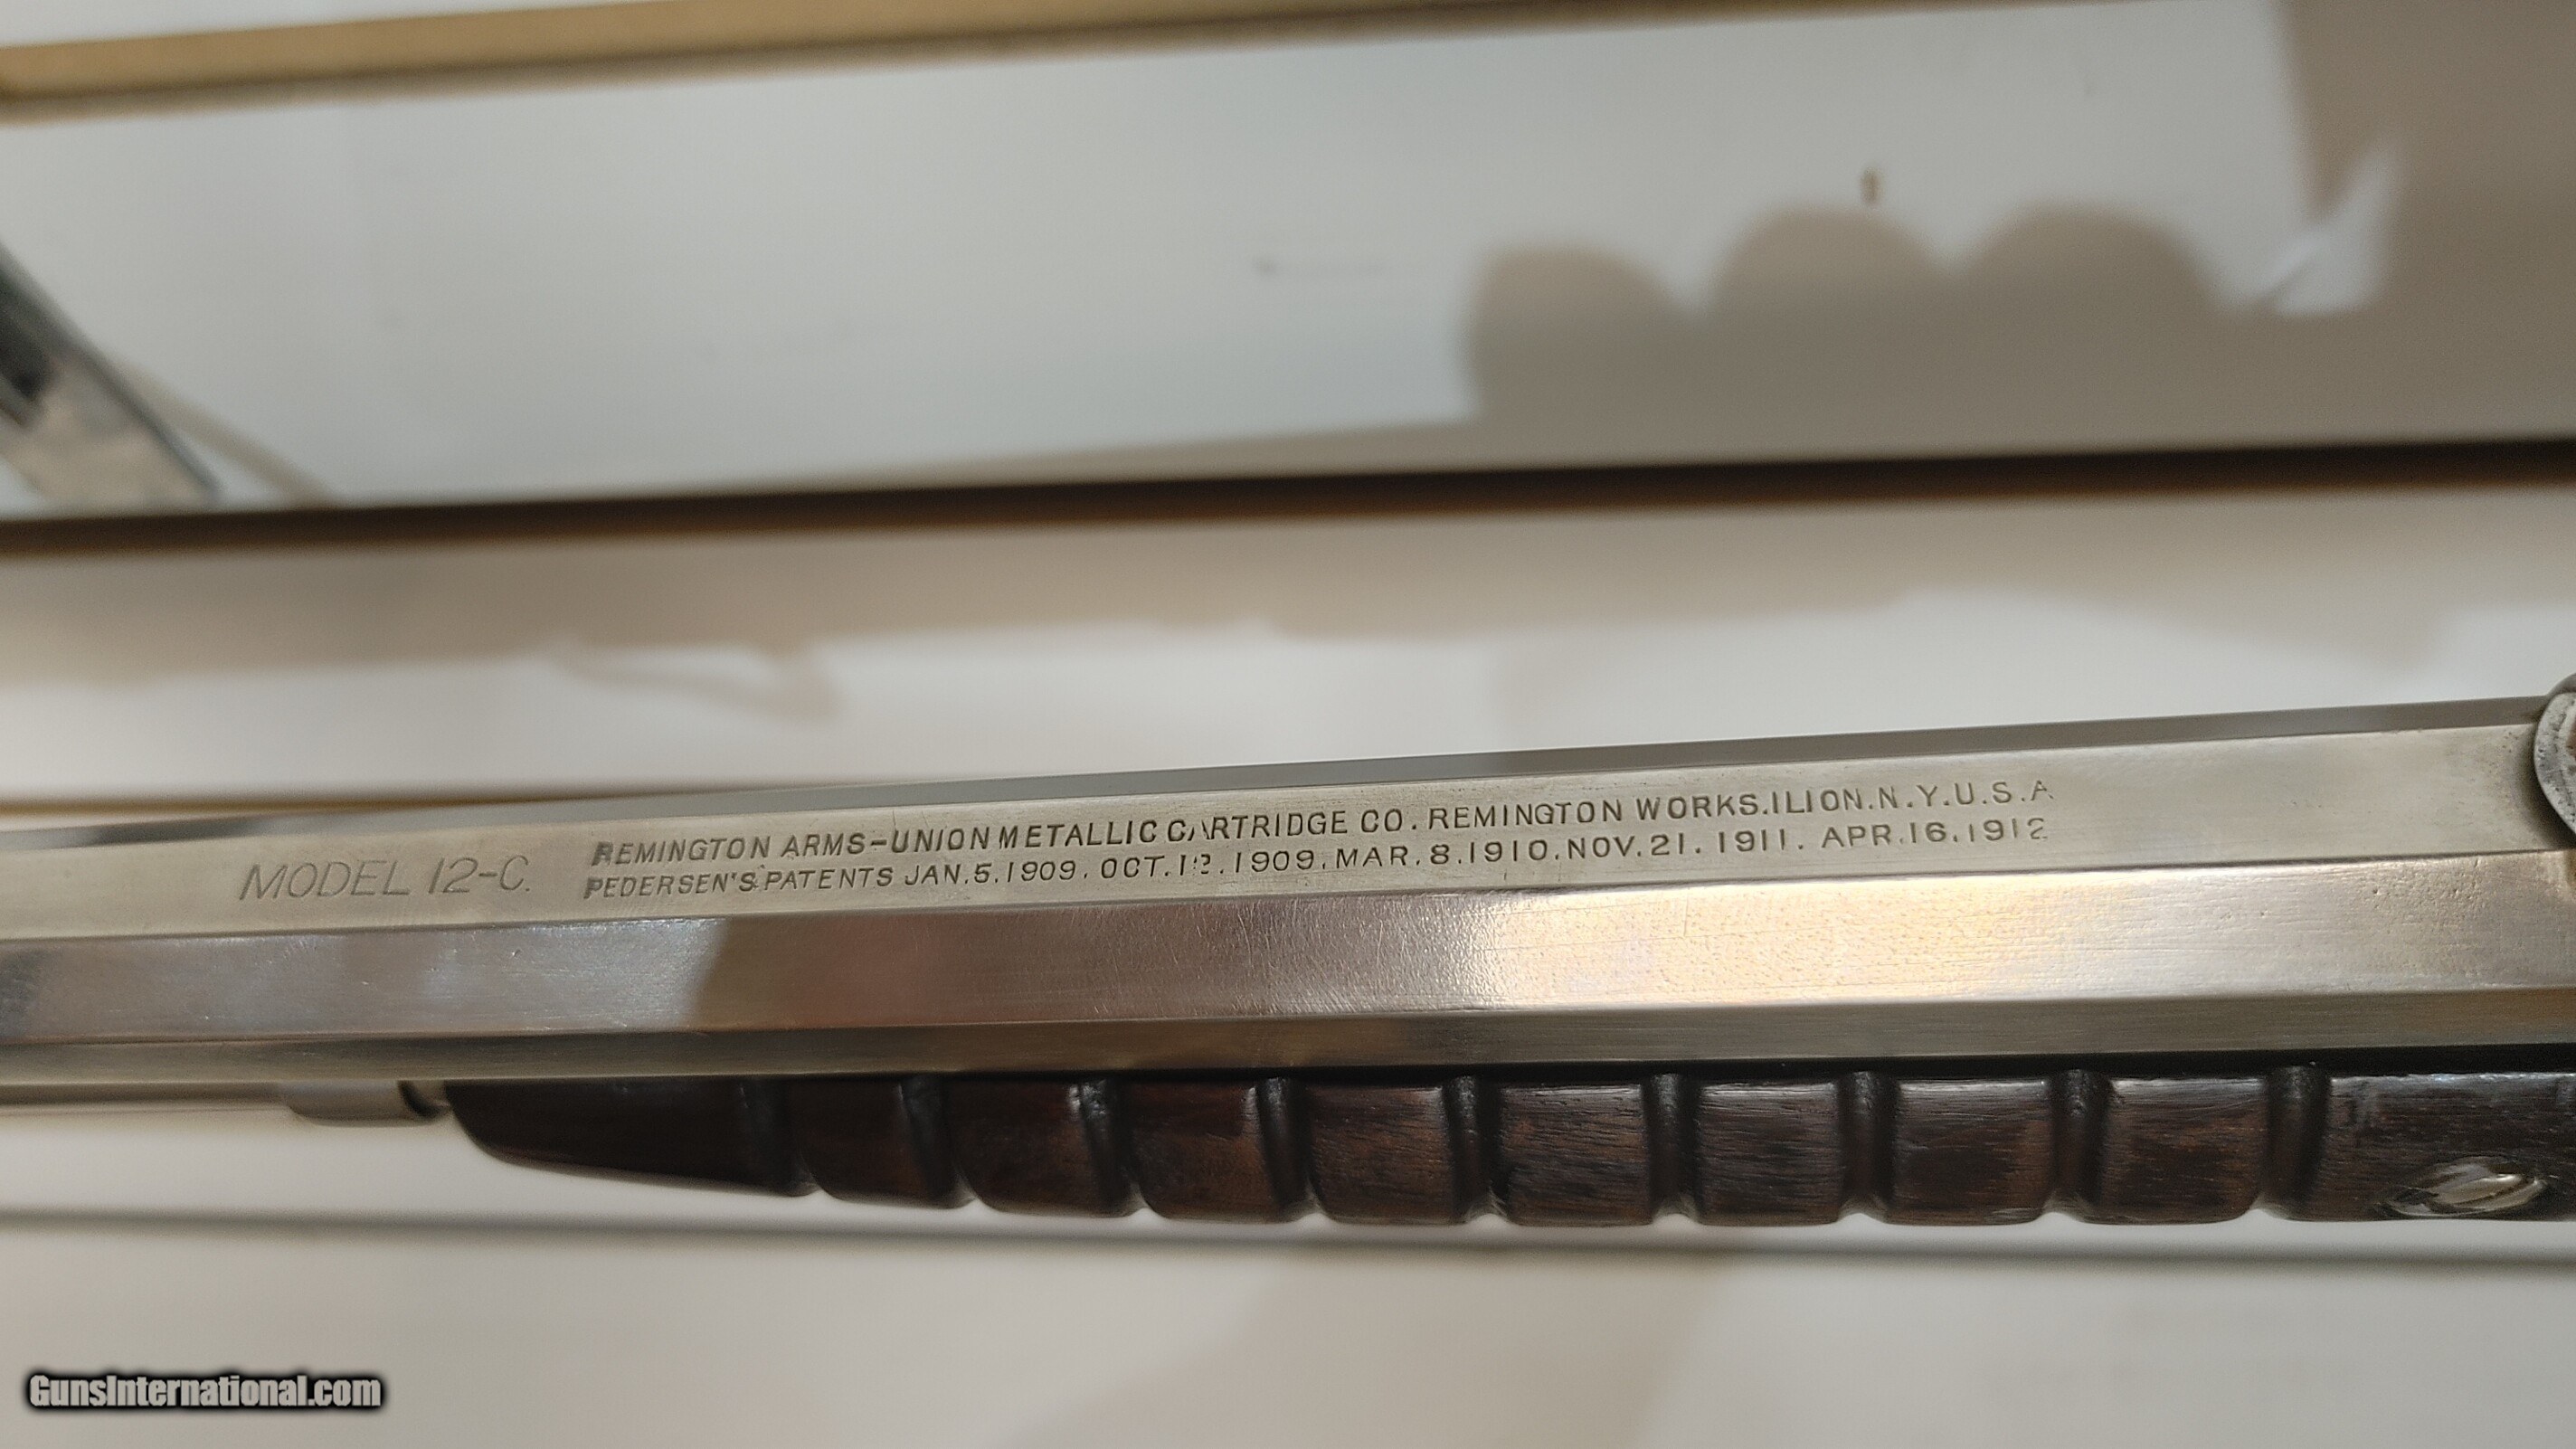 MODEL 12-C.
REMINGTON ARMS-UNION METALLIC CARTRIDGE CO. REMINGTON WORKS. ILION. N.Y. U.S.A
PEDERSEN'S PATENTS JAN. 5. 1909. OCT. 12. 1909. MAR. 8. 1910. NOV. 21. 1911. APR. 16. 1912
GunsInternational.com